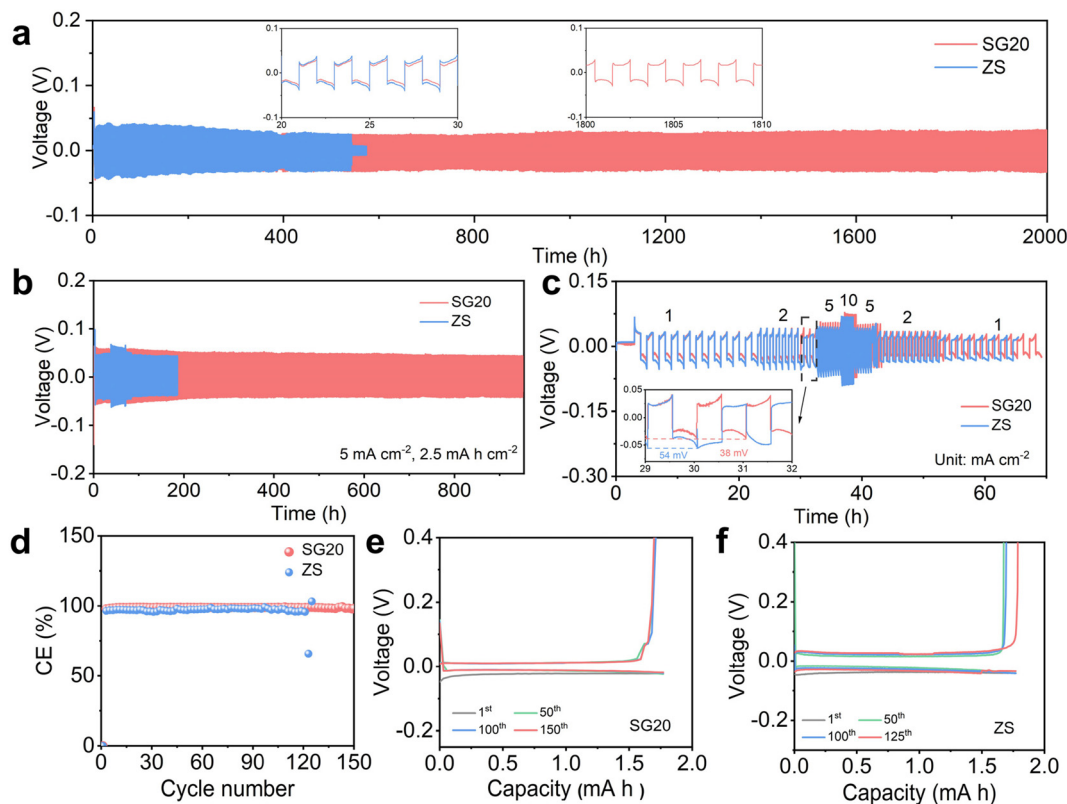 a
SG20
ZS
0.2
0.1
0.0
-0.1
Voltage (V)
0.1
0.0
-0.1
20
25
30
0.1
0.0
-0.1
1800
1805
1810
0
400
800
1200
1600
2000
Time (h)
b
SG20
ZS
0.2
0.1
0.0
-0.1
-0.2
Voltage (V)
5 mA cm⁻², 2.5 mA h cm⁻²
0
200
400
600
800
Time (h)
c
0.15
0.00
-0.15
-0.30
Voltage (V)
1
2
5
10
5
2
1
0.05
0.00
-0.05
54 mV
38 mV
29
30
31
32
SG20
ZS
Unit: mA cm⁻²
0
20
40
60
Time (h)
d
SG20
ZS
150
100
50
0
CE (%)
0
30
60
90
120
150
Cycle number
e
0.4
0.2
0.0
-0.2
Voltage (V)
1ˢᵗ
50ᵗʰ
100ᵗʰ
150ᵗʰ
SG20
0.0
0.5
1.0
1.5
2.0
Capacity (mA h)
f
0.4
0.2
0.0
-0.2
Voltage (V)
1ˢᵗ
50ᵗʰ
100ᵗʰ
125ᵗʰ
ZS
0.0
0.5
1.0
1.5
2.0
Capacity (mA h)